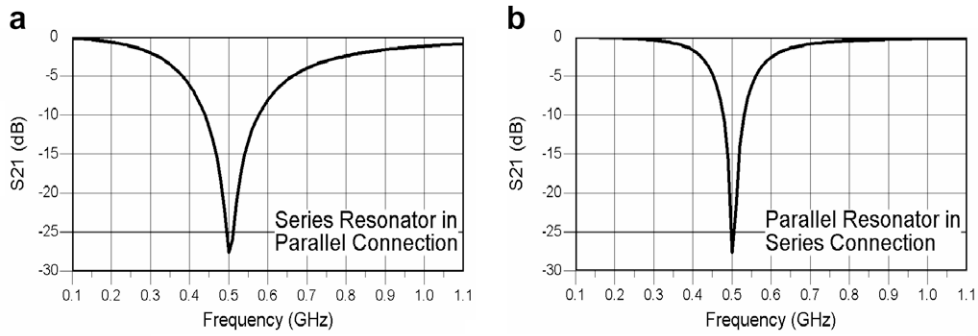 a
0
-5
-10
-15
-20
-25
-30
S21 (dB)
Series Resonator in
Parallel Connection
0.1 0.2 0.3 0.4 0.5 0.6 0.7 0.8 0.9 1.0 1.1
Frequency (GHz)
b
0
-5
-10
-15
-20
-25
-30
S21 (dB)
Parallel Resonator in
Series Connection
0.1 0.2 0.3 0.4 0.5 0.6 0.7 0.8 0.9 1.0 1.1
Frequency (GHz)